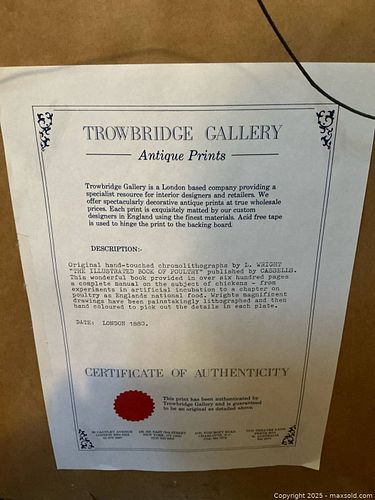 TROWBRIDGE GALLERY
Antique Prints
Trowbridge Gallery is a London based company providing a
specialist resource for interior designers and retailers. We
offer spectacularly decorative antique prints at true wholesale
prices. Each print is exquisitely matted by our custom
designers in England using the finest materials. Acid free tape
is used to hinge the print to the backing board.
DESCRIPTION:-
Original hand-touched chromolithographs by L. WRIGHT
"THE ILLUSTRATED BOOK OF POULTRY" published by CASSELLS.
This wonderful book provided in over six hundred pages
a complete manual on the subject of chickens - from
experiments in artificial incubation to a chapter on
poultry as Englands national food. Wrights magnificent
drawings have been painstakingly lithographed and then
hand coloured to pick out the details in each plate.
DATE: LONDON 1880.
CERTIFICATE OF AUTHENTICITY
This print has been authenticated by
Trowbridge Gallery and is guaranteed
to be an original as detailed above.
NEW YORK, NY
W. AUSTRALIA
Copyright © 2025 - maxsold.com